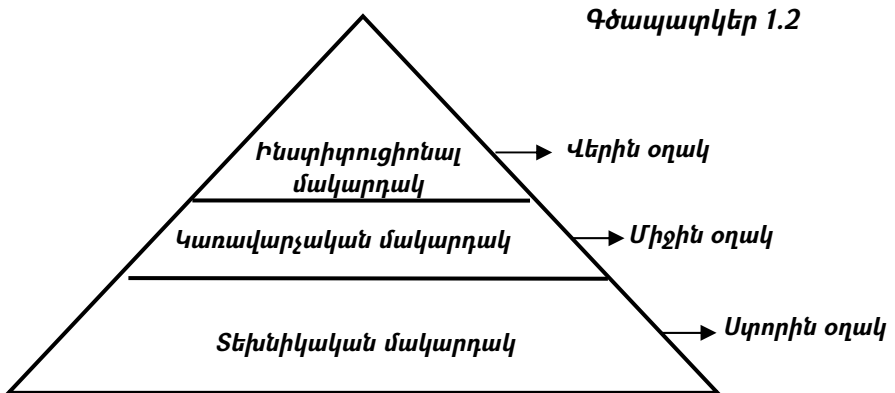 Գծապատկեր 1.2
Ինստիտուցիոնալ
մակարդակ
Վերին օղակ
Կառավարչական մակարդակ
Միջին օղակ
Տեխնիկական մակարդակ
Ստորին օղակ